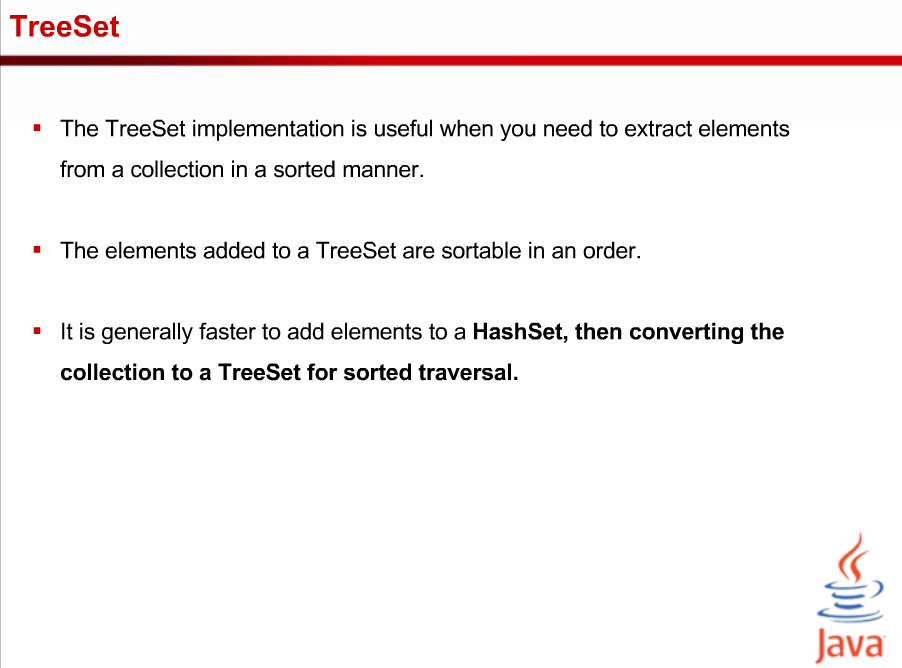 TreeSet
▪ The TreeSet implementation is useful when you need to extract elements
from a collection in a sorted manner.
▪ The elements added to a TreeSet are sortable in an order.
▪ It is generally faster to add elements to a HashSet, then converting the
collection to a TreeSet for sorted traversal.
Java